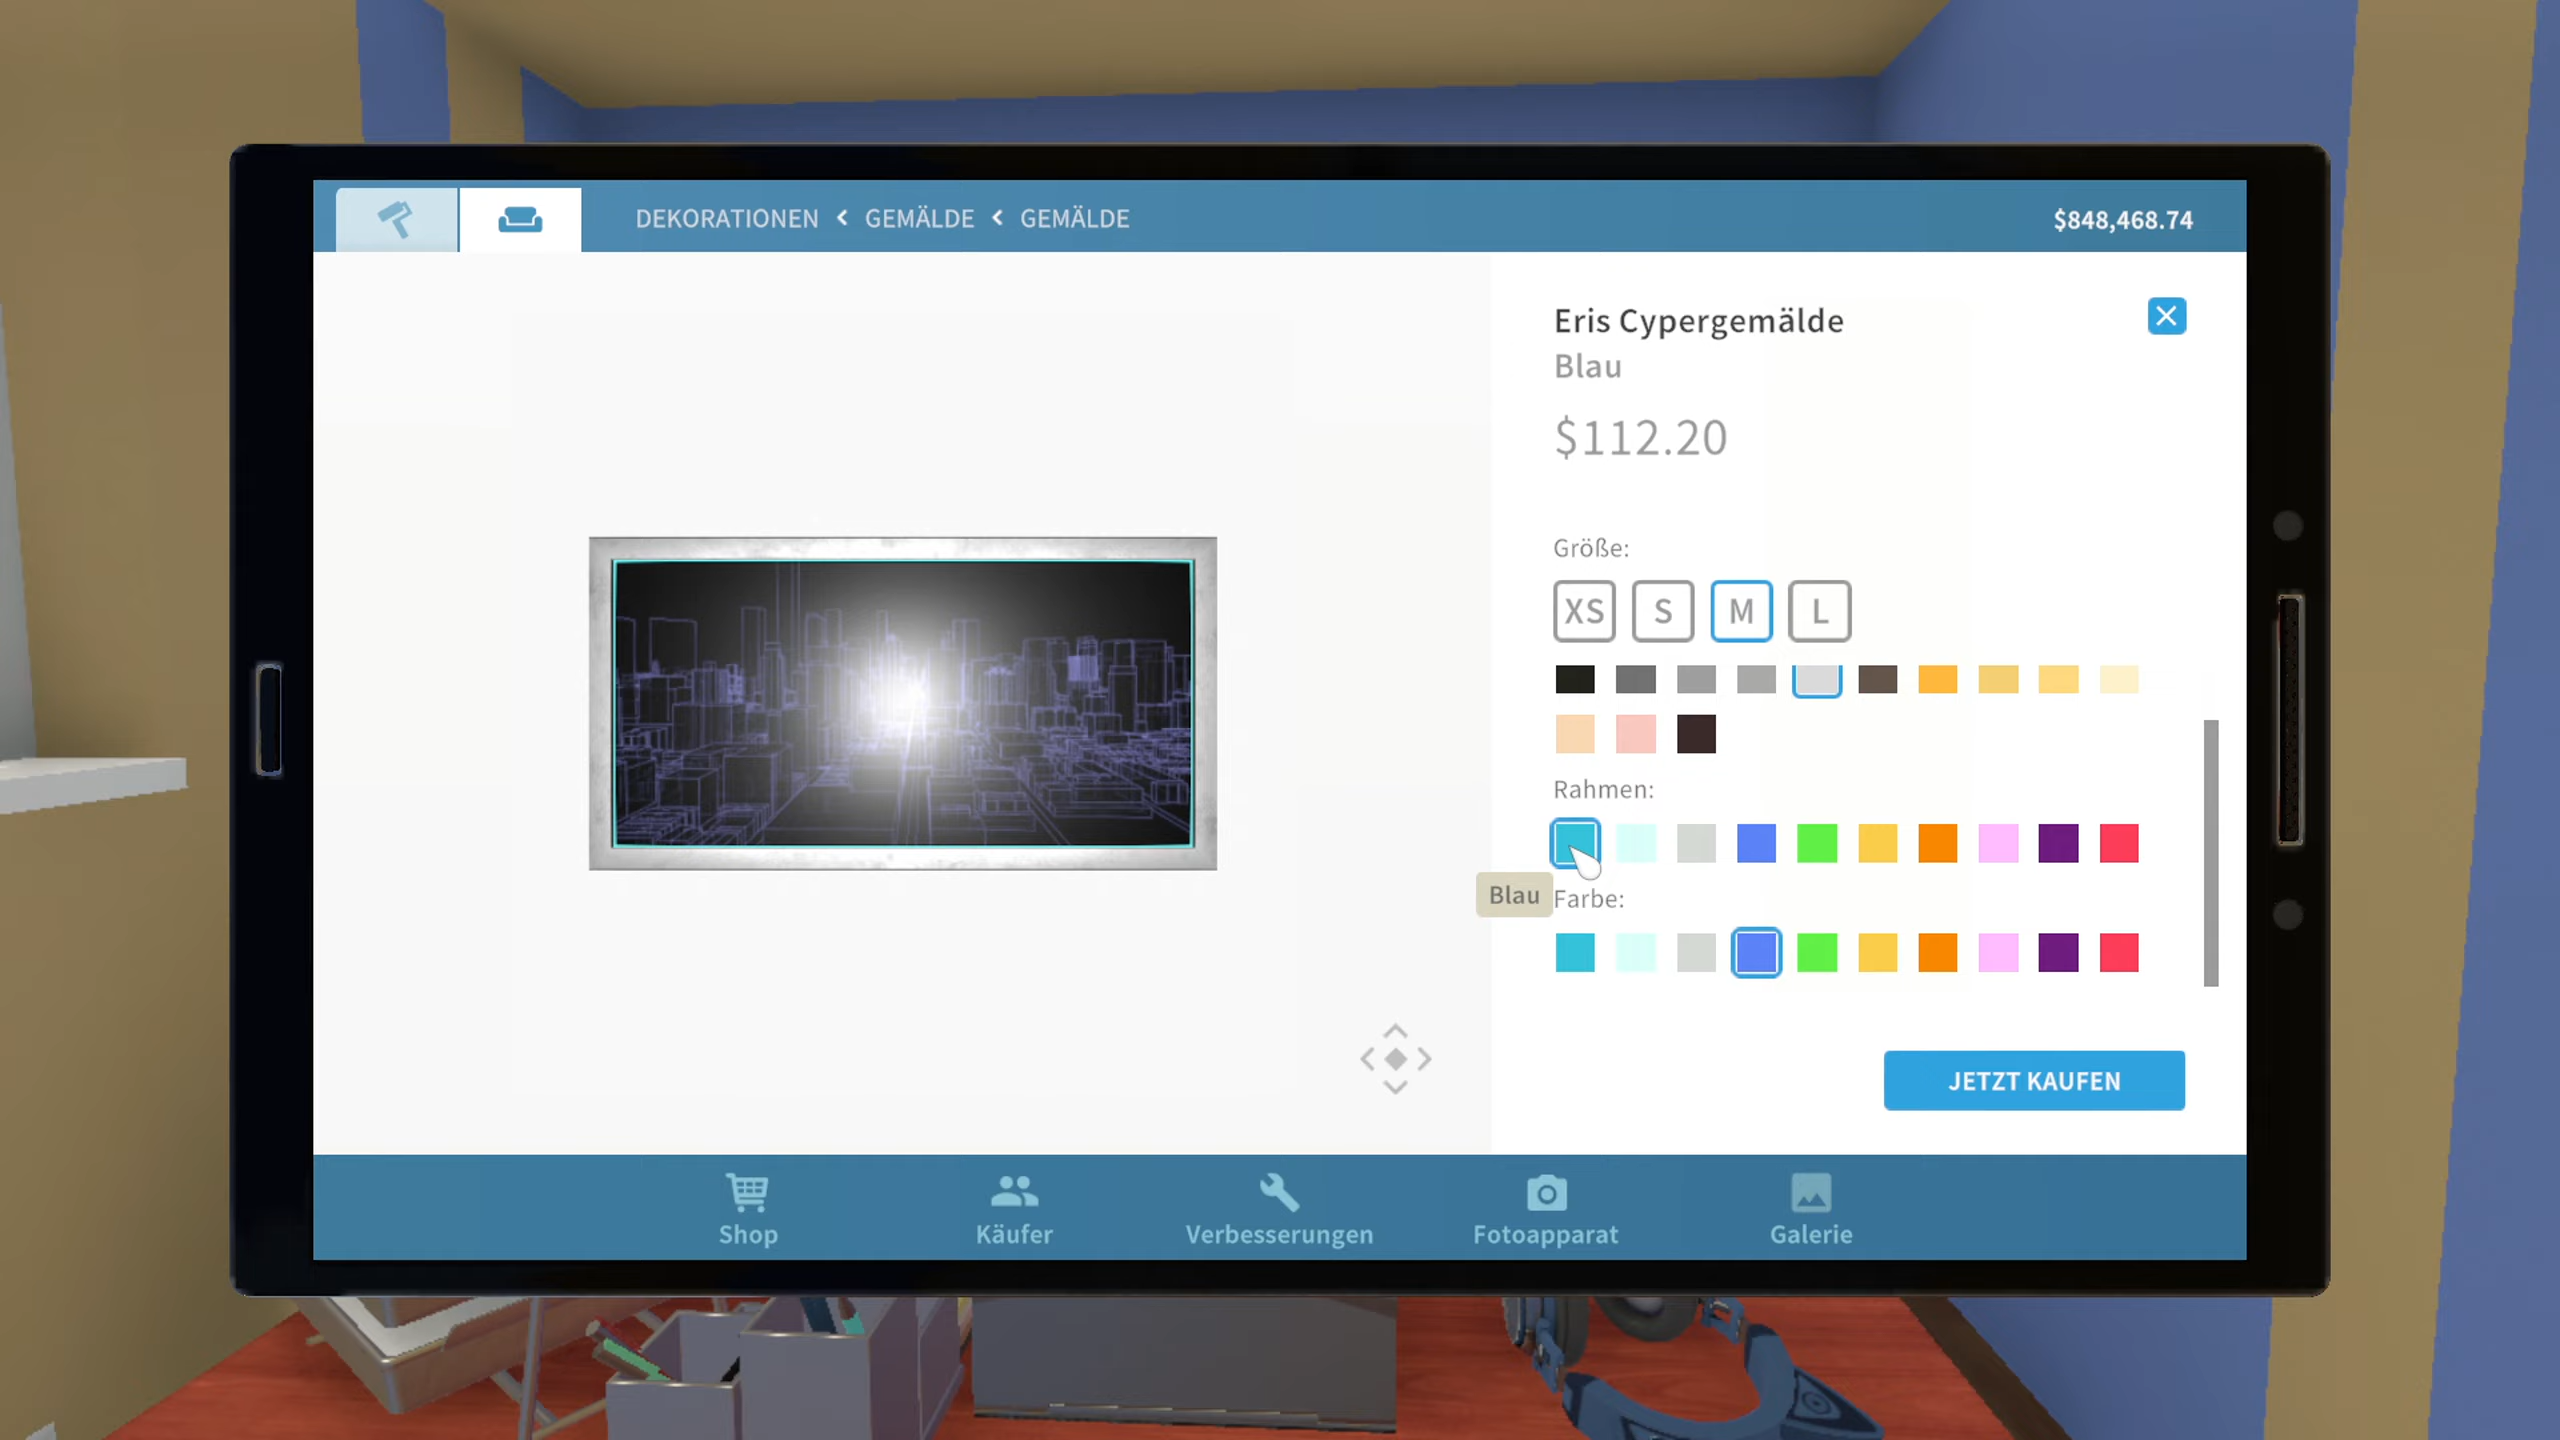 DEKORATIONEN < GEMÄLDE < GEMÄLDE
$848,468.74
Eris Cypergemälde
Blau
$112.20
Größe:
XS S M L
Rahmen:
Blau
Farbe:
JETZT KAUFEN
Shop Käufer Verbesserungen Fotoapparat Galerie